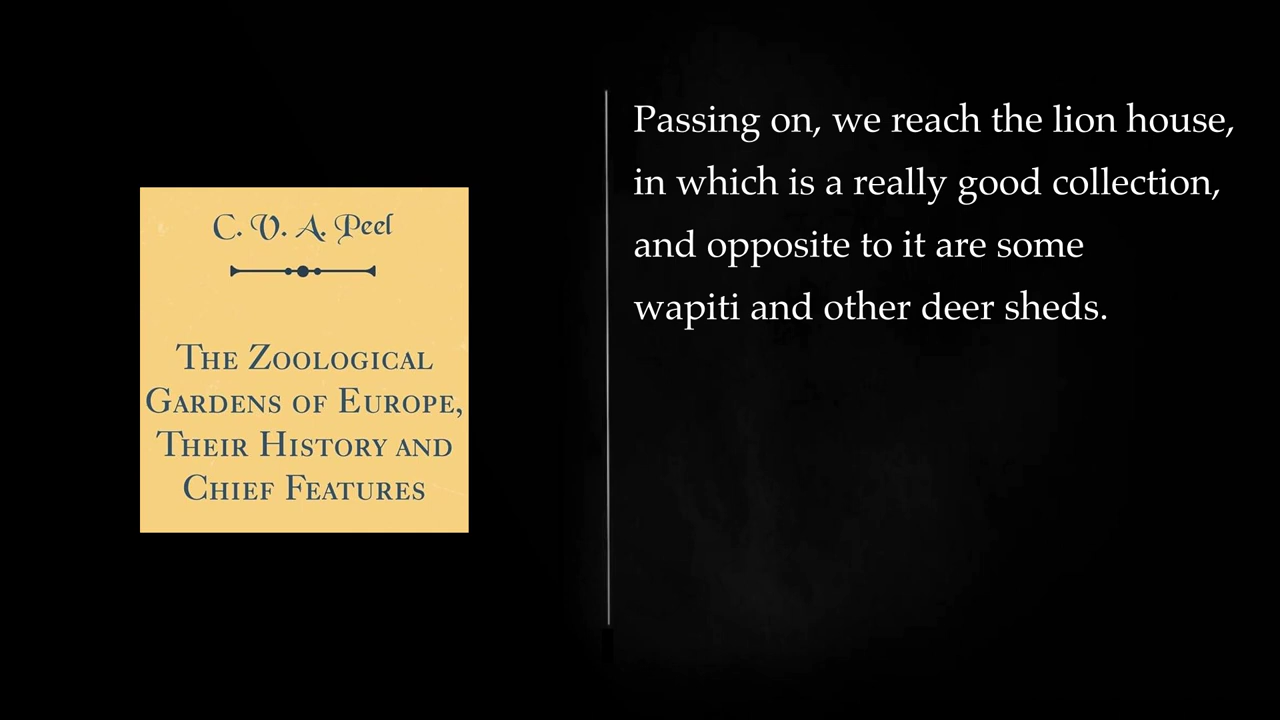 C. V. A. Peel
The Zoological
Gardens of Europe,
Their History and
Chief Features
Passing on, we reach the lion house,
in which is a really good collection,
and opposite to it are some
wapiti and other deer sheds.